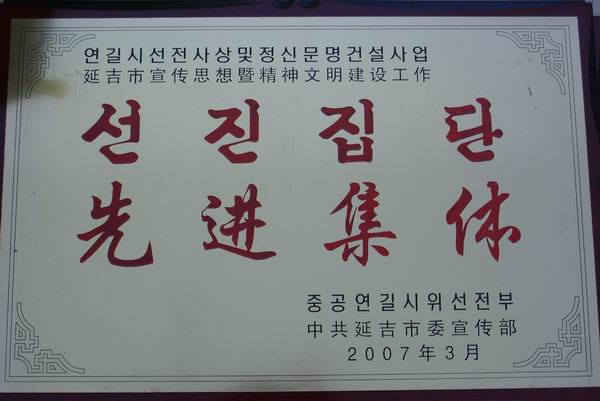 연길시선전사상및정신문명건설사업
延吉市宣传思想暨精神文明建设工作
선진집단
先进集体
중공연길시위선전부
中共延吉市委宣传部
2007年3月